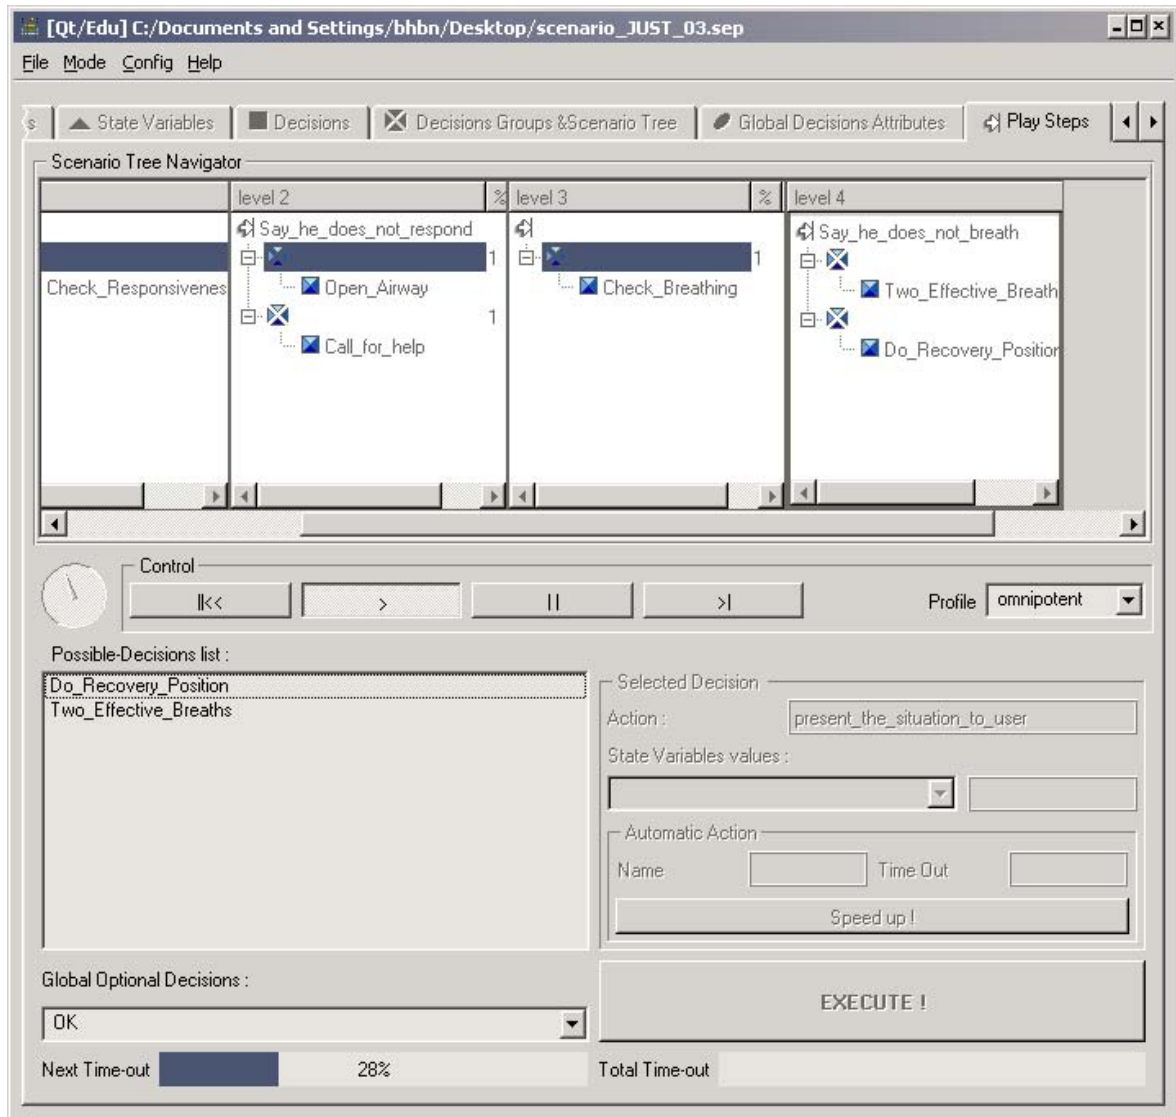 [Qt/Edu] C:/Documents and Settings/bhbn/Desktop/scenario_JUST_03.sep
File Mode Config Help
s State Variables Decisions Decisions Groups &Scenario Tree Global Decisions Attributes Play Steps
Scenario Tree Navigator
level 2 % level 3 % level 4
Say_he_does_not_respond
Say_he_does_not_breath
1 1
Check_Responsivenes
Open_Airway
Check_Breathing
Two_Effective_Breath
1
Call_for_help
Do_Recovery_Position
Control
||<< > || >|
Profile omnipotent
Possible-Decisions list :
Do_Recovery_Position
Two_Effective_Breaths
Selected Decision
Action : present_the_situation_to_user
State Variables values :
Automatic Action
Name Time Out
Speed up !
Global Optional Decisions :
OK
EXECUTE !
Next Time-out 28% Total Time-out